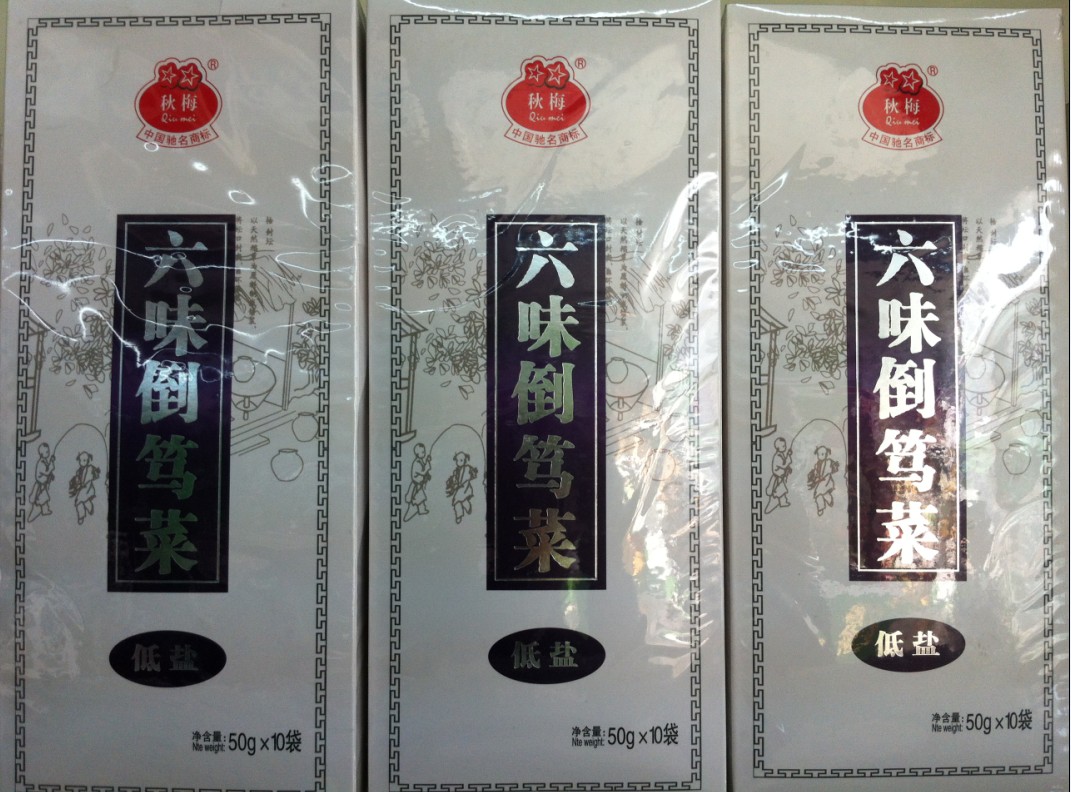 秋梅
Qiu mei
®
中国驰名商标
六味倒笃菜
低盐
净含量:
Nte weight:
50g×10袋
秋梅
Qiu mei
®
中国驰名商标
六味倒笃菜
低盐
净含量:
Nte weight:
50g×10袋
秋梅
Qiu mei
®
中国驰名商标
六味倒笃菜
低盐
净含量:
Nte weight:
50g×10袋